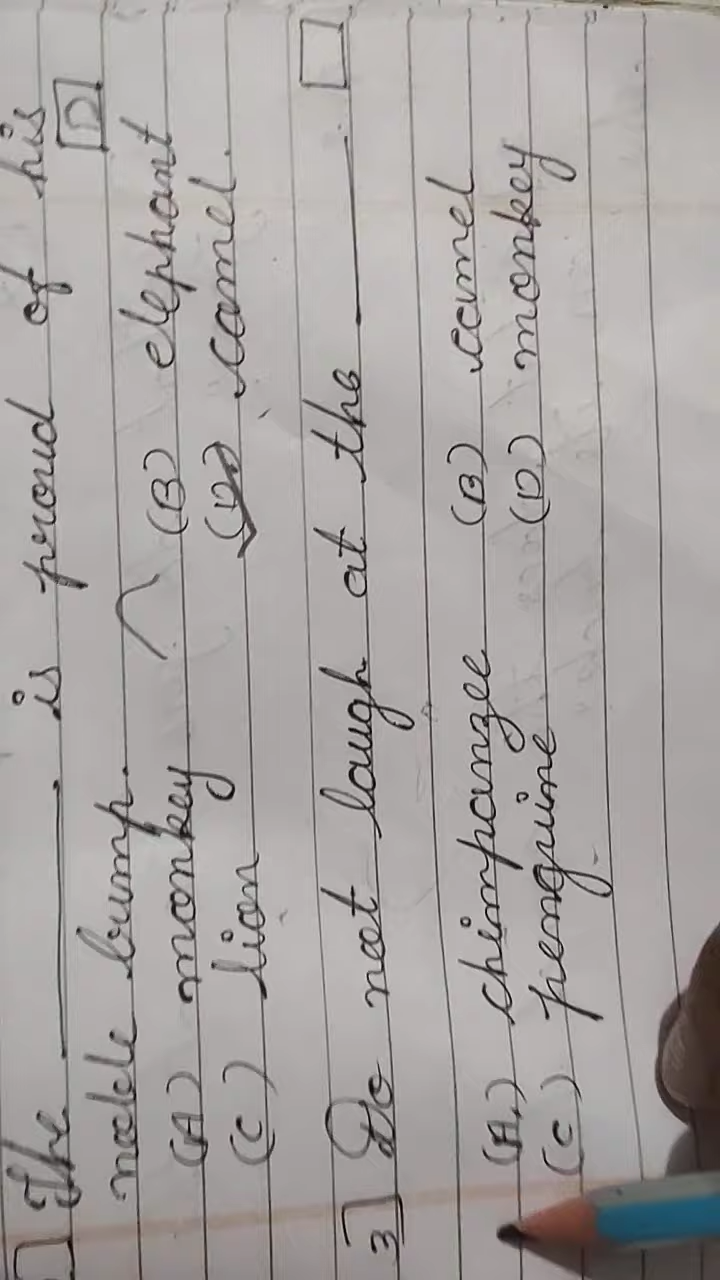 The ______ is proud of his
noble bump. [D]
(A) monkey (B) elephant
(C) lion (D) camel.
3] Do not laugh at the ______.
(A) chimpanzee (B) camel
(C) penguine (D) monkey